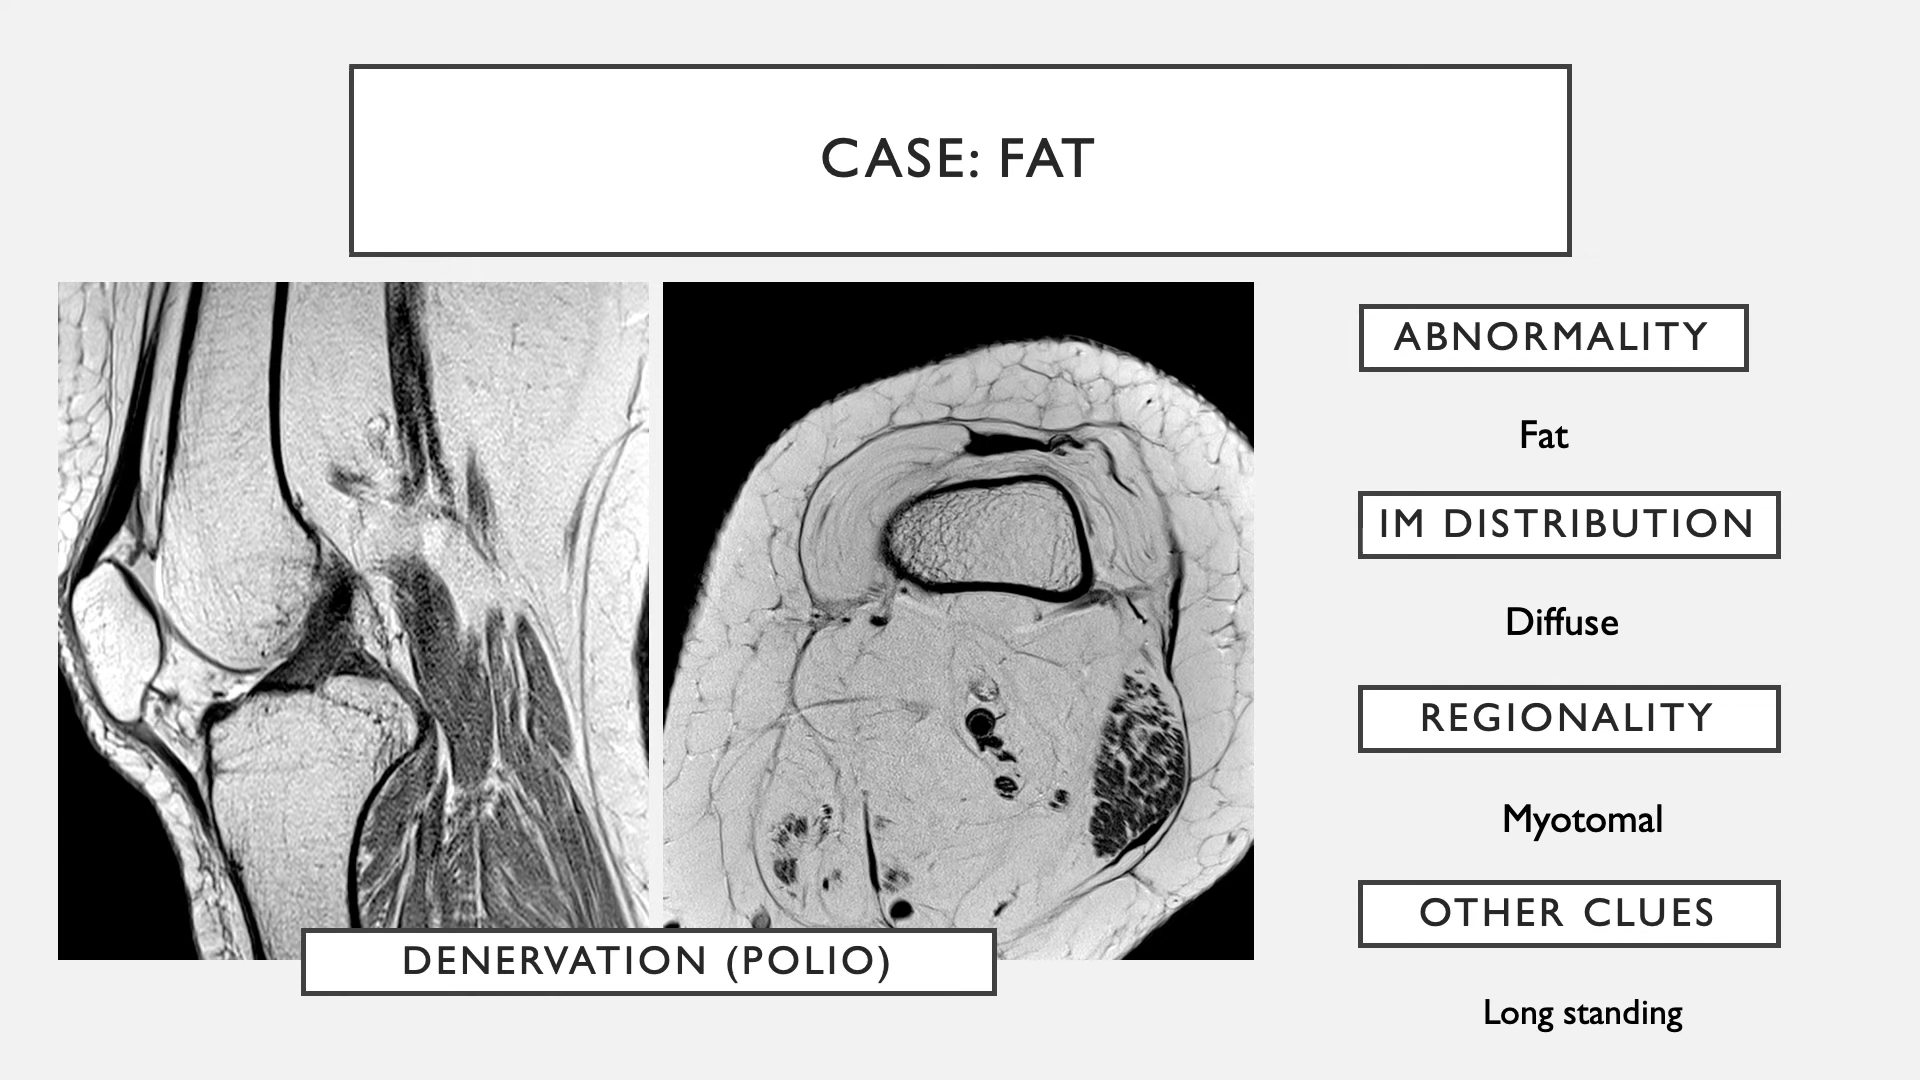 CASE: FAT
ABNORMALITY
Fat
IM DISTRIBUTION
Diffuse
REGIONALITY
Myotomal
OTHER CLUES
Long standing
DENERVATION (POLIO)